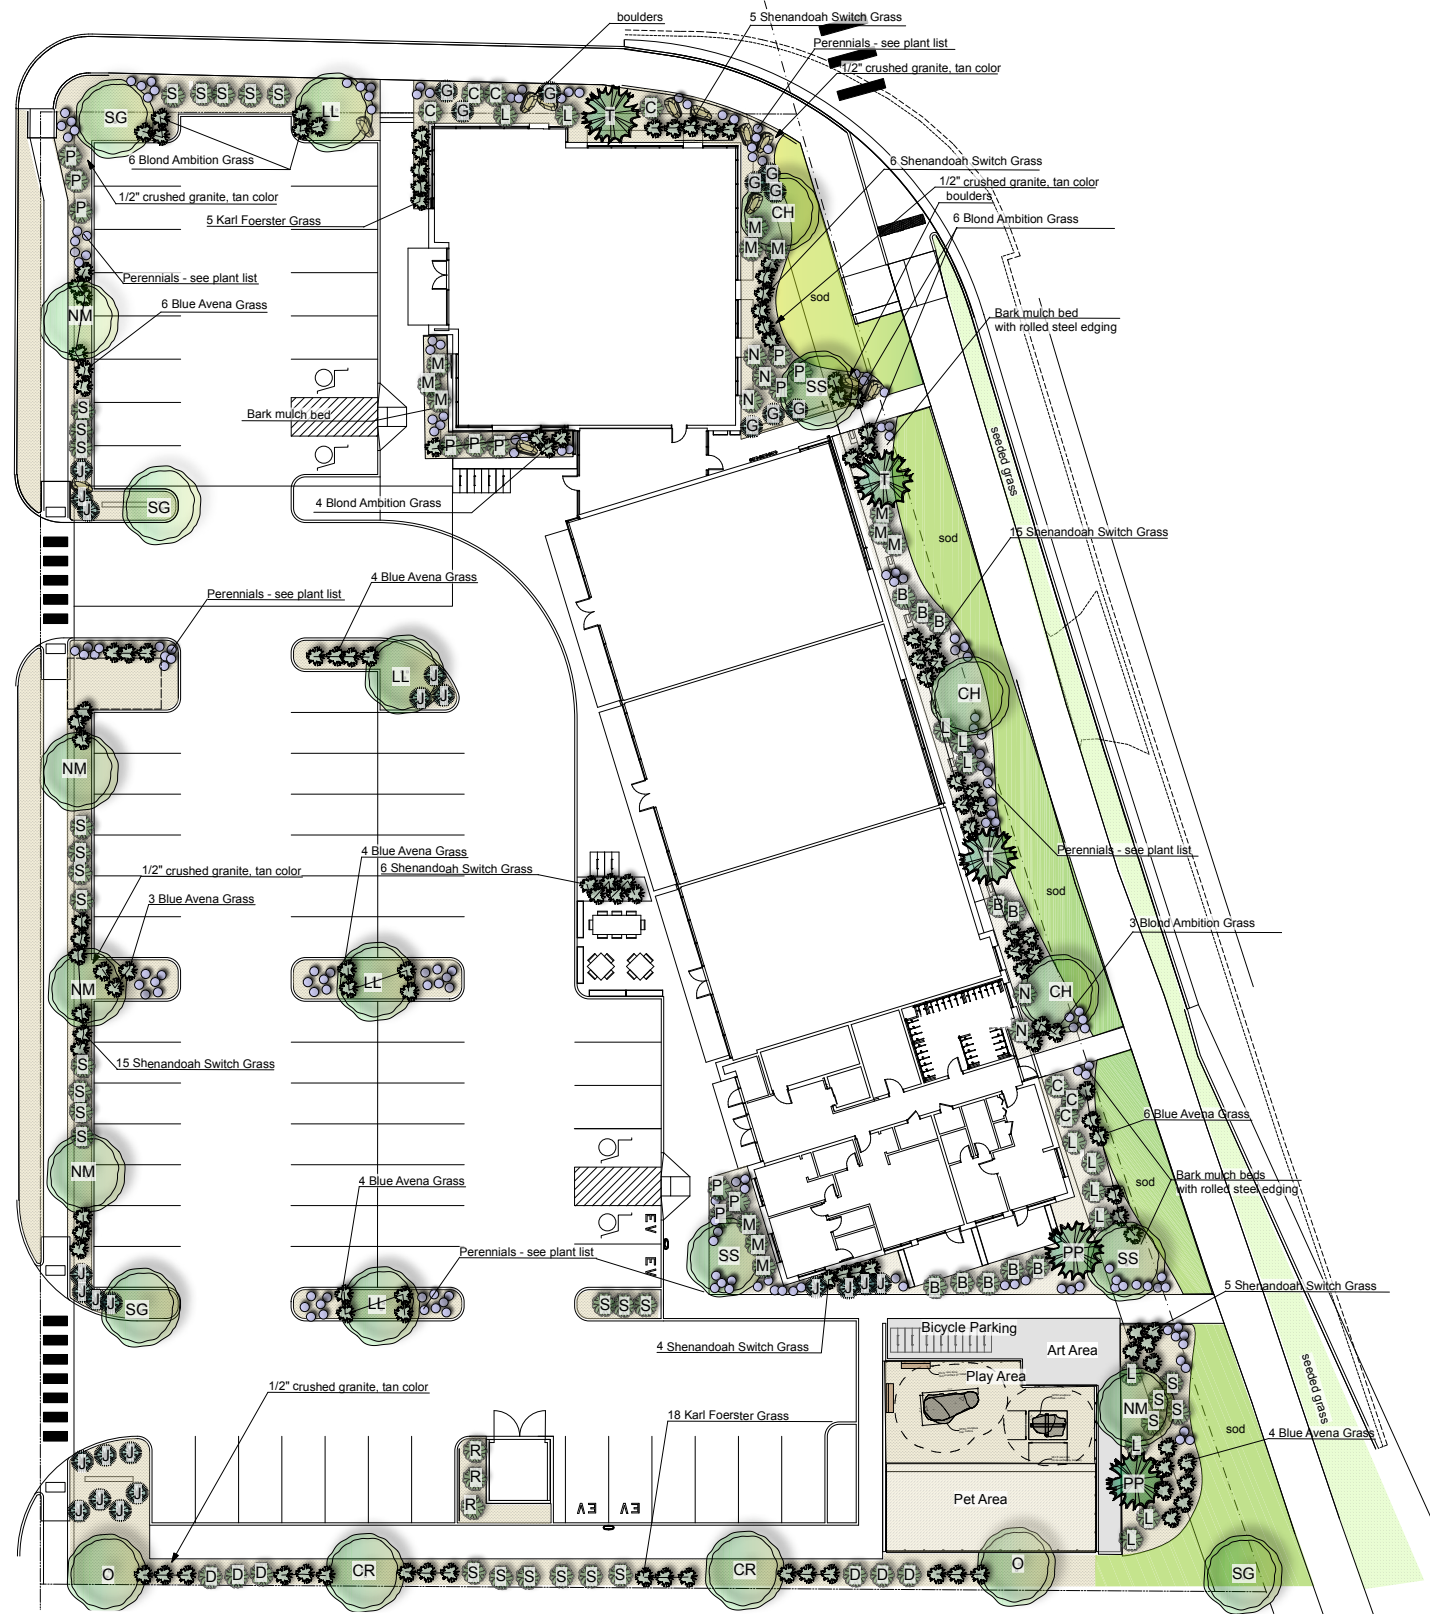 boulders
5 Shenandoah Switch Grass
Perennials - see plant list
1/2" crushed granite, tan color
SG
S S S S S
LL
C G G C C L G L T C
6 Blond Ambition Grass
6 Shenandoah Switch Grass
1/2" crushed granite, tan color
boulders
6 Blond Ambition Grass
P
P
P
1/2" crushed granite, tan color
5 Karl Foerster Grass
G
G
G
CH
M
M
M
Perennials - see plant list
NM
6 Blue Avena Grass
sod
Bark mulch bed
with rolled steel edging
M
M
M
N P
N P P SS
N
G G G
S
S
S
Bark mulch bed
P P P
J
J
J
SG
4 Blond Ambition Grass
T
seeded grass
M
M
M
sod
15 Shenandoah Switch Grass
4 Blue Avena Grass
Perennials - see plant list
B
B
B
LL
J
J
J
CH
L
L
L
NM
S
S
S
S
4 Blue Avena Grass
6 Shenandoah Switch Grass
1/2" crushed granite, tan color
3 Blue Avena Grass
T
Perennials - see plant list
sod
B B
3 Blond Ambition Grass
NM
LL
CH
N
N
15 Shenandoah Switch Grass
S
S
S
S
C
C
C
L
L
L
L
6 Blue Avena Grass
NM
4 Blue Avena Grass
Bark mulch beds
with rolled steel edging
sod
P
P
P
M
M
M
EV
EV
SS
Perennials - see plant list
PP
SS
J
J J J
SG
LL
S S S
J J J J
B B B B B
5 Shenandoah Switch Grass
4 Shenandoah Switch Grass
Bicycle Parking
Art Area
Play Area
seeded grass
1/2" crushed granite, tan color
18 Karl Foerster Grass
L
NM
S
S
S
S
L
sod
4 Blue Avena Grass
J J J
J J J J
R
R
R
EV EV
Pet Area
PP
L
L
O
D D D
CR
S S S S S S
CR
D D D
O
SG